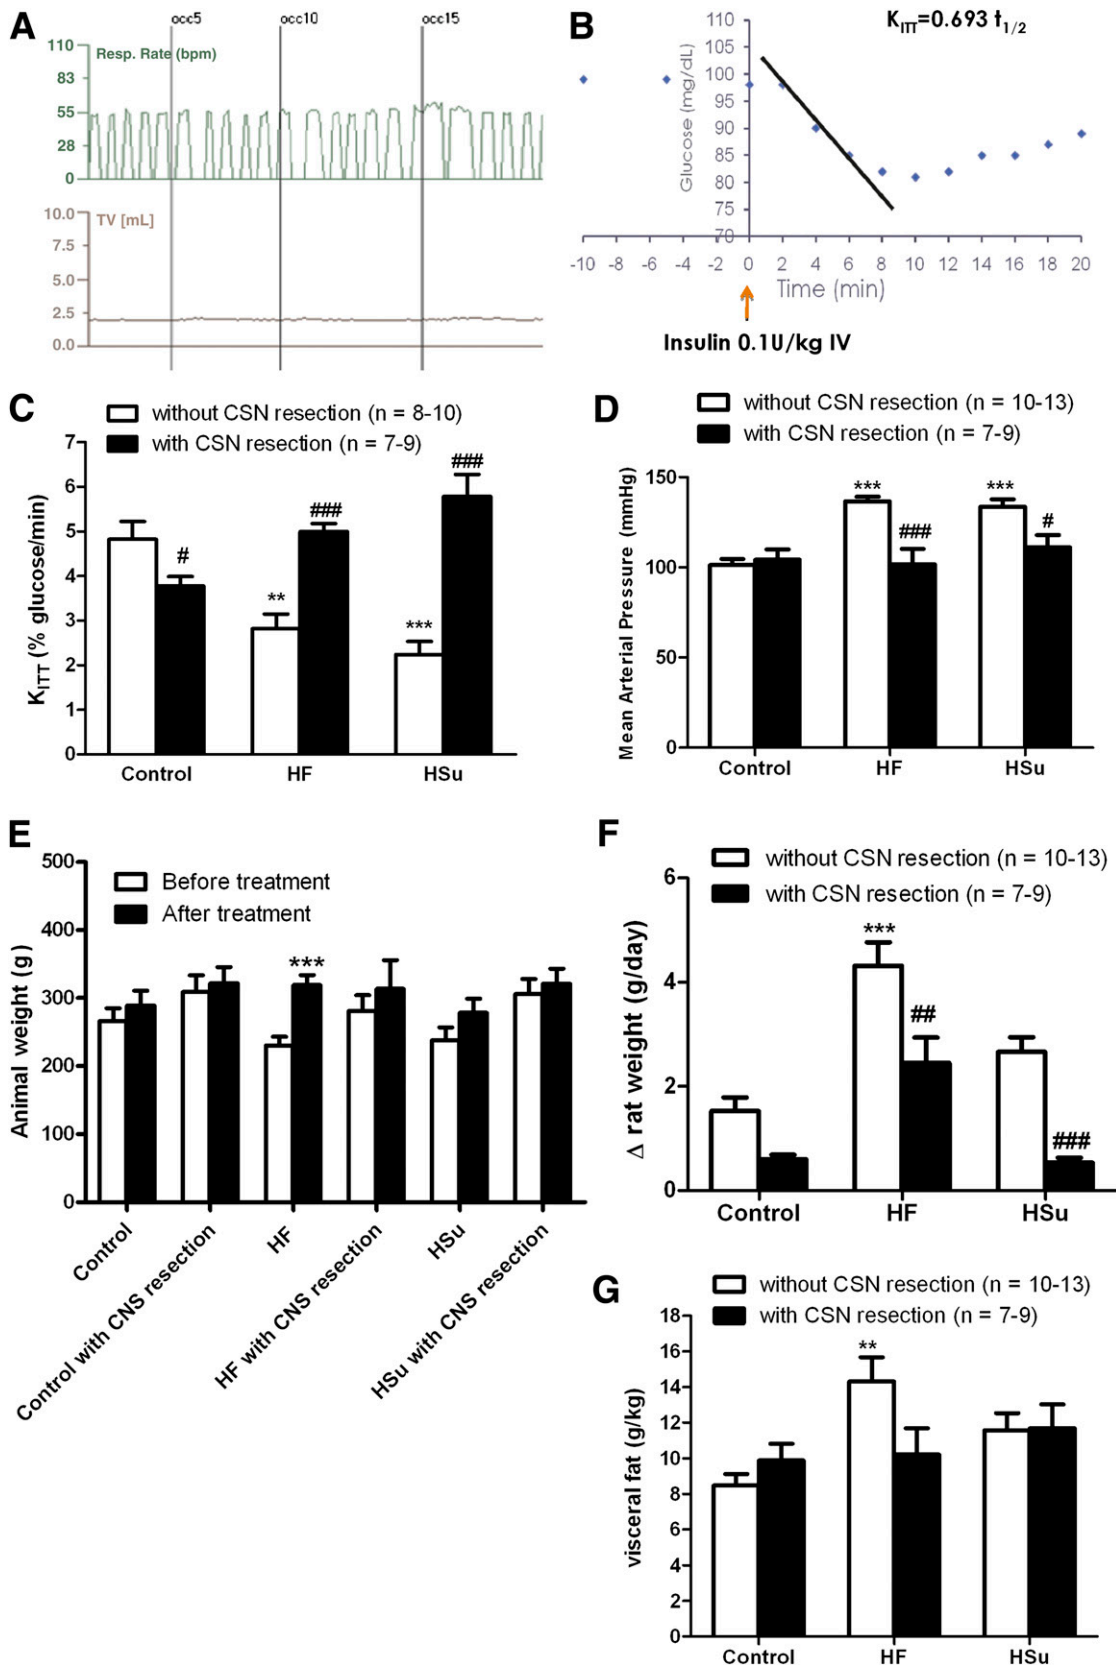 A
occ5
occ10
occ15
110
Resp. Rate (bpm)
83
55
28
0
10.0
TV [mL]
7.5
5.0
2.5
0.0
B
K_ITT=0.693 t_1/2
110
105
100
95
90
85
80
75
70
Glucose (mg/dL)
-10 -8 -6 -4 -2 0 2 4 6 8 10 12 14 16 18 20
Time (min)
Insulin 0.1U/kg IV
C
without CSN resection (n = 8-10)
with CSN resection (n = 7-9)
K_ITT (% glucose/min)
7
6
5
4
3
2
1
0
#
**
###
***
###
Control HF HSu
D
without CSN resection (n = 10-13)
with CSN resection (n = 7-9)
Mean Arterial Pressure (mmHg)
150
100
50
0
***
###
***
#
Control HF HSu
E
Before treatment
After treatment
Animal weight (g)
500
400
300
200
100
0
***
Control
Control with CNS resection
HF
HF with CNS resection
HSu
HSu with CNS resection
F
without CSN resection (n = 10-13)
with CSN resection (n = 7-9)
Δ rat weight (g/day)
6
4
2
0
***
##
###
Control HF HSu
G
without CSN resection (n = 10-13)
with CSN resection (n = 7-9)
visceral fat (g/kg)
18
16
14
12
10
8
6
4
2
0
**
Control HF HSu